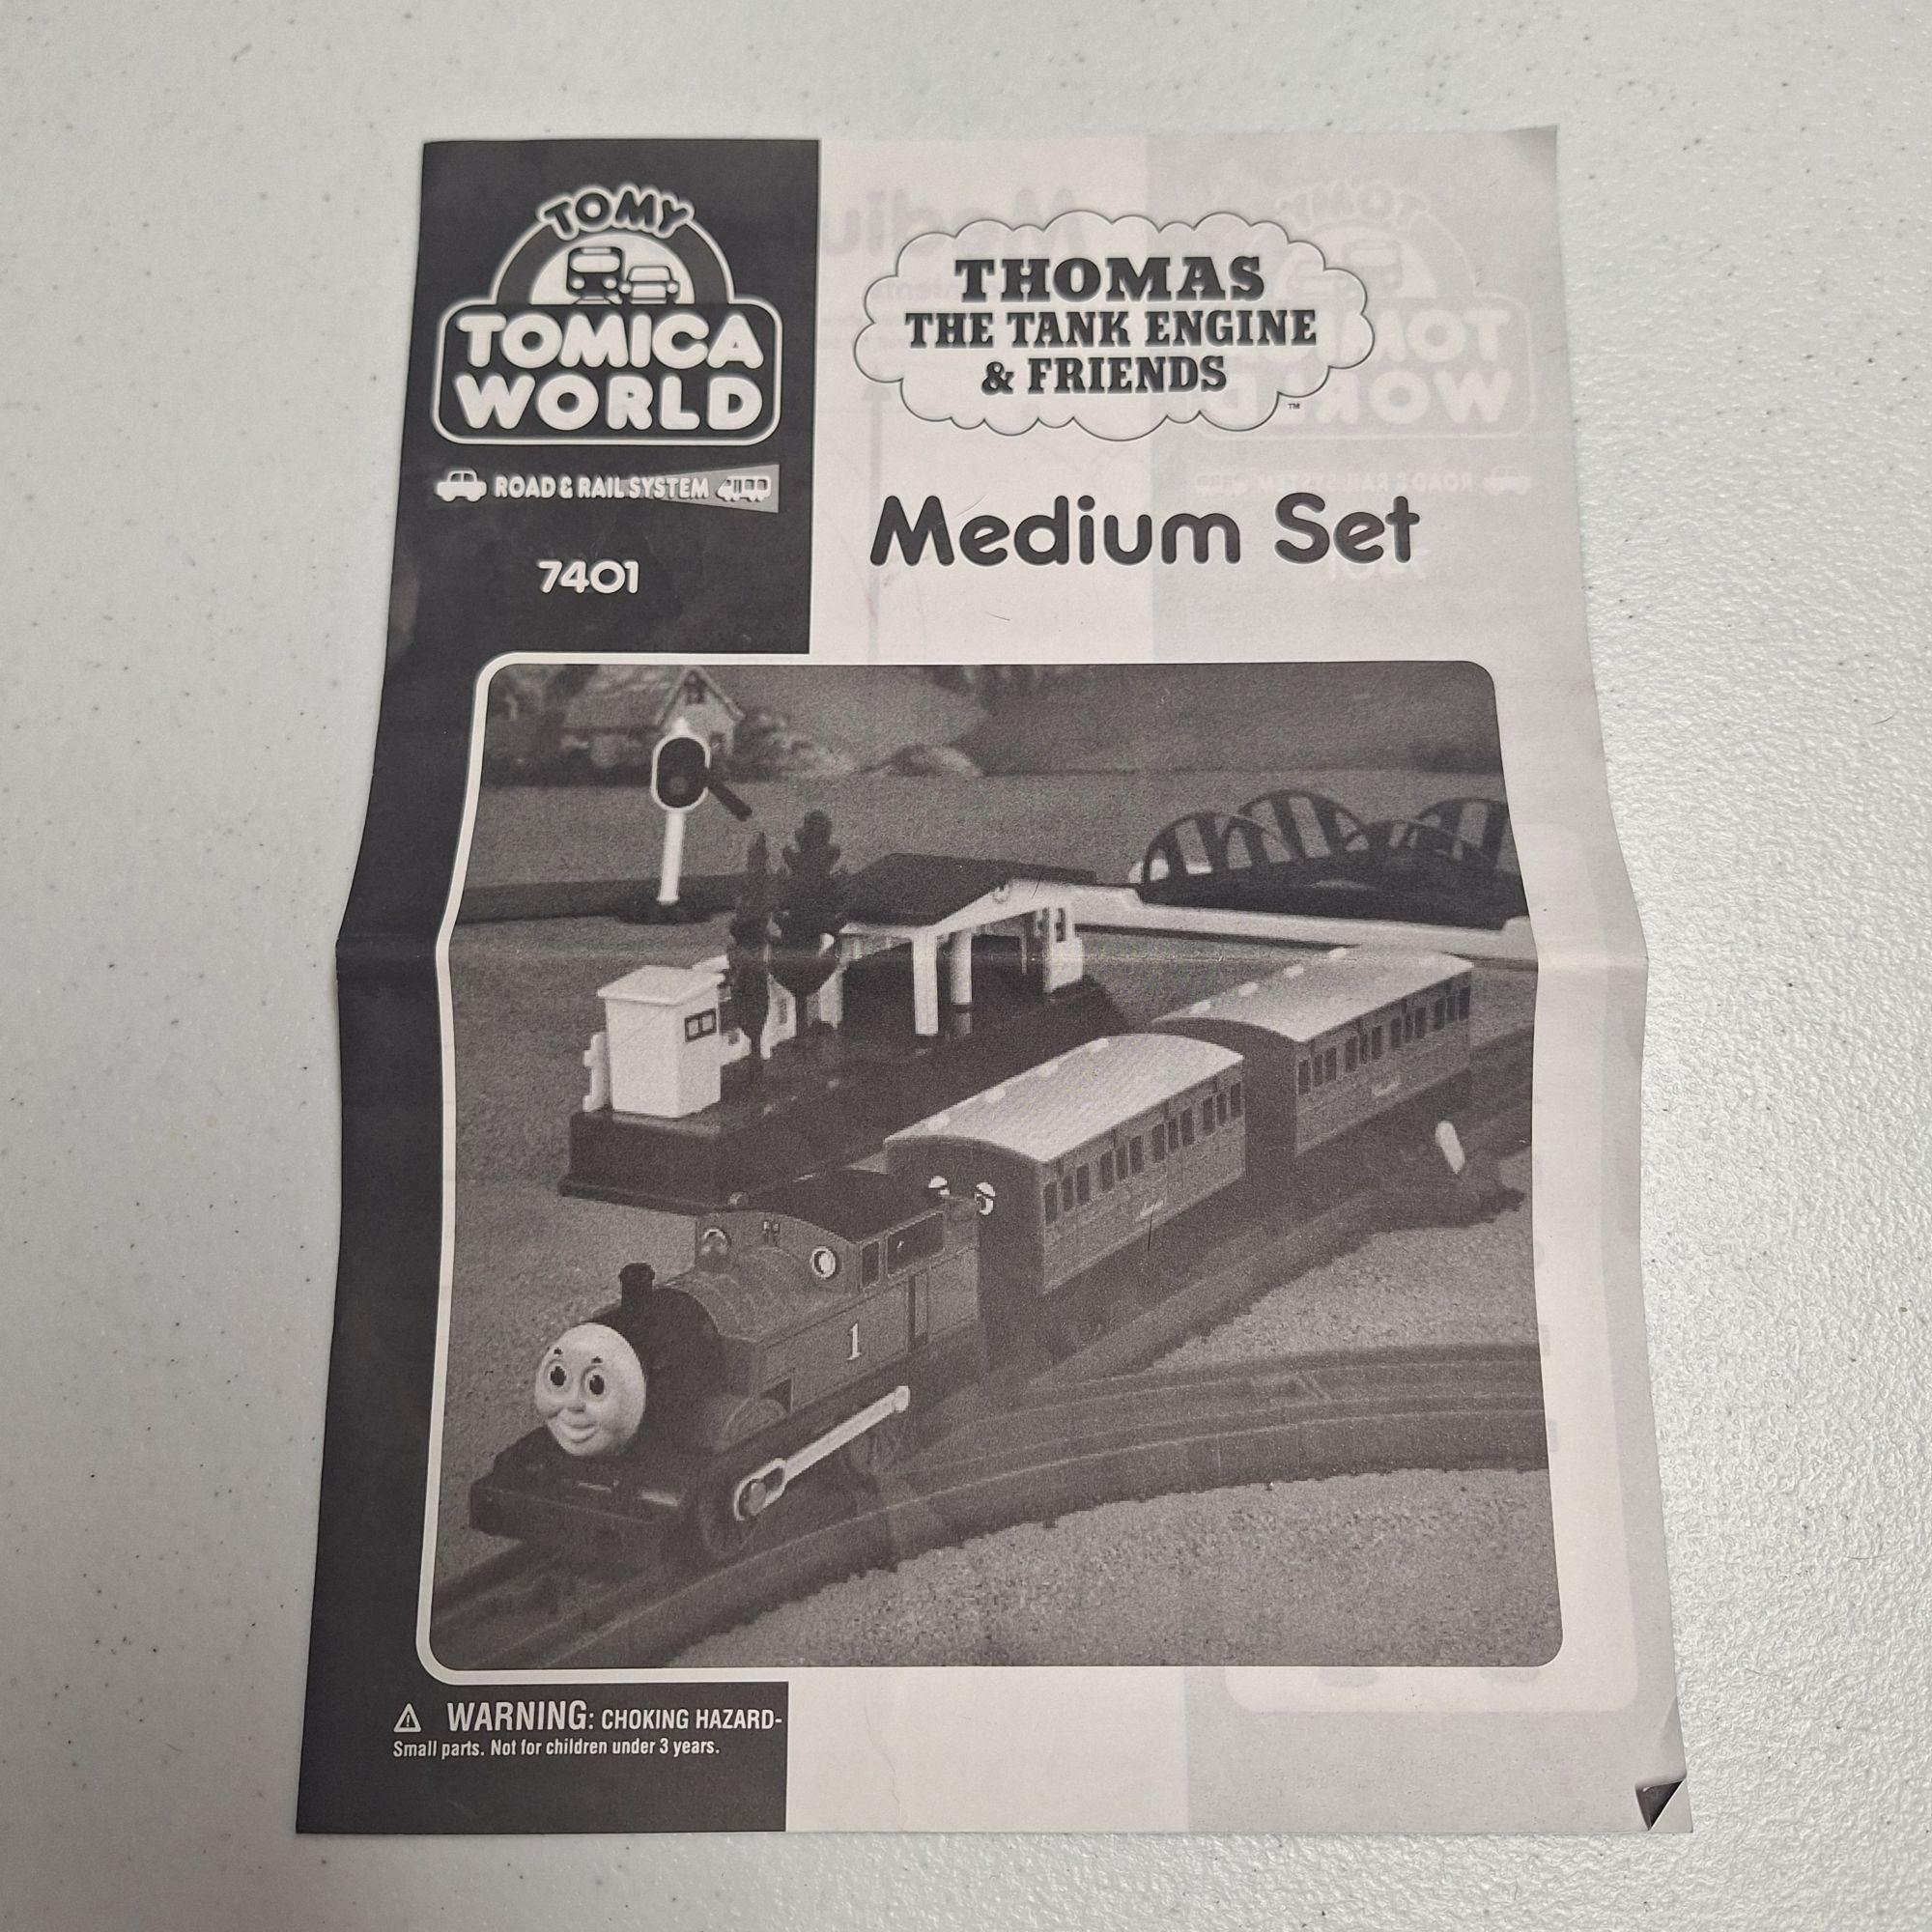 TOMY
TOMICA
WORLD
ROAD & RAIL SYSTEM
7401
THOMAS
THE TANK ENGINE
& FRIENDS
™
Medium Set
1
⚠ WARNING: CHOKING HAZARD-
Small parts. Not for children under 3 years.